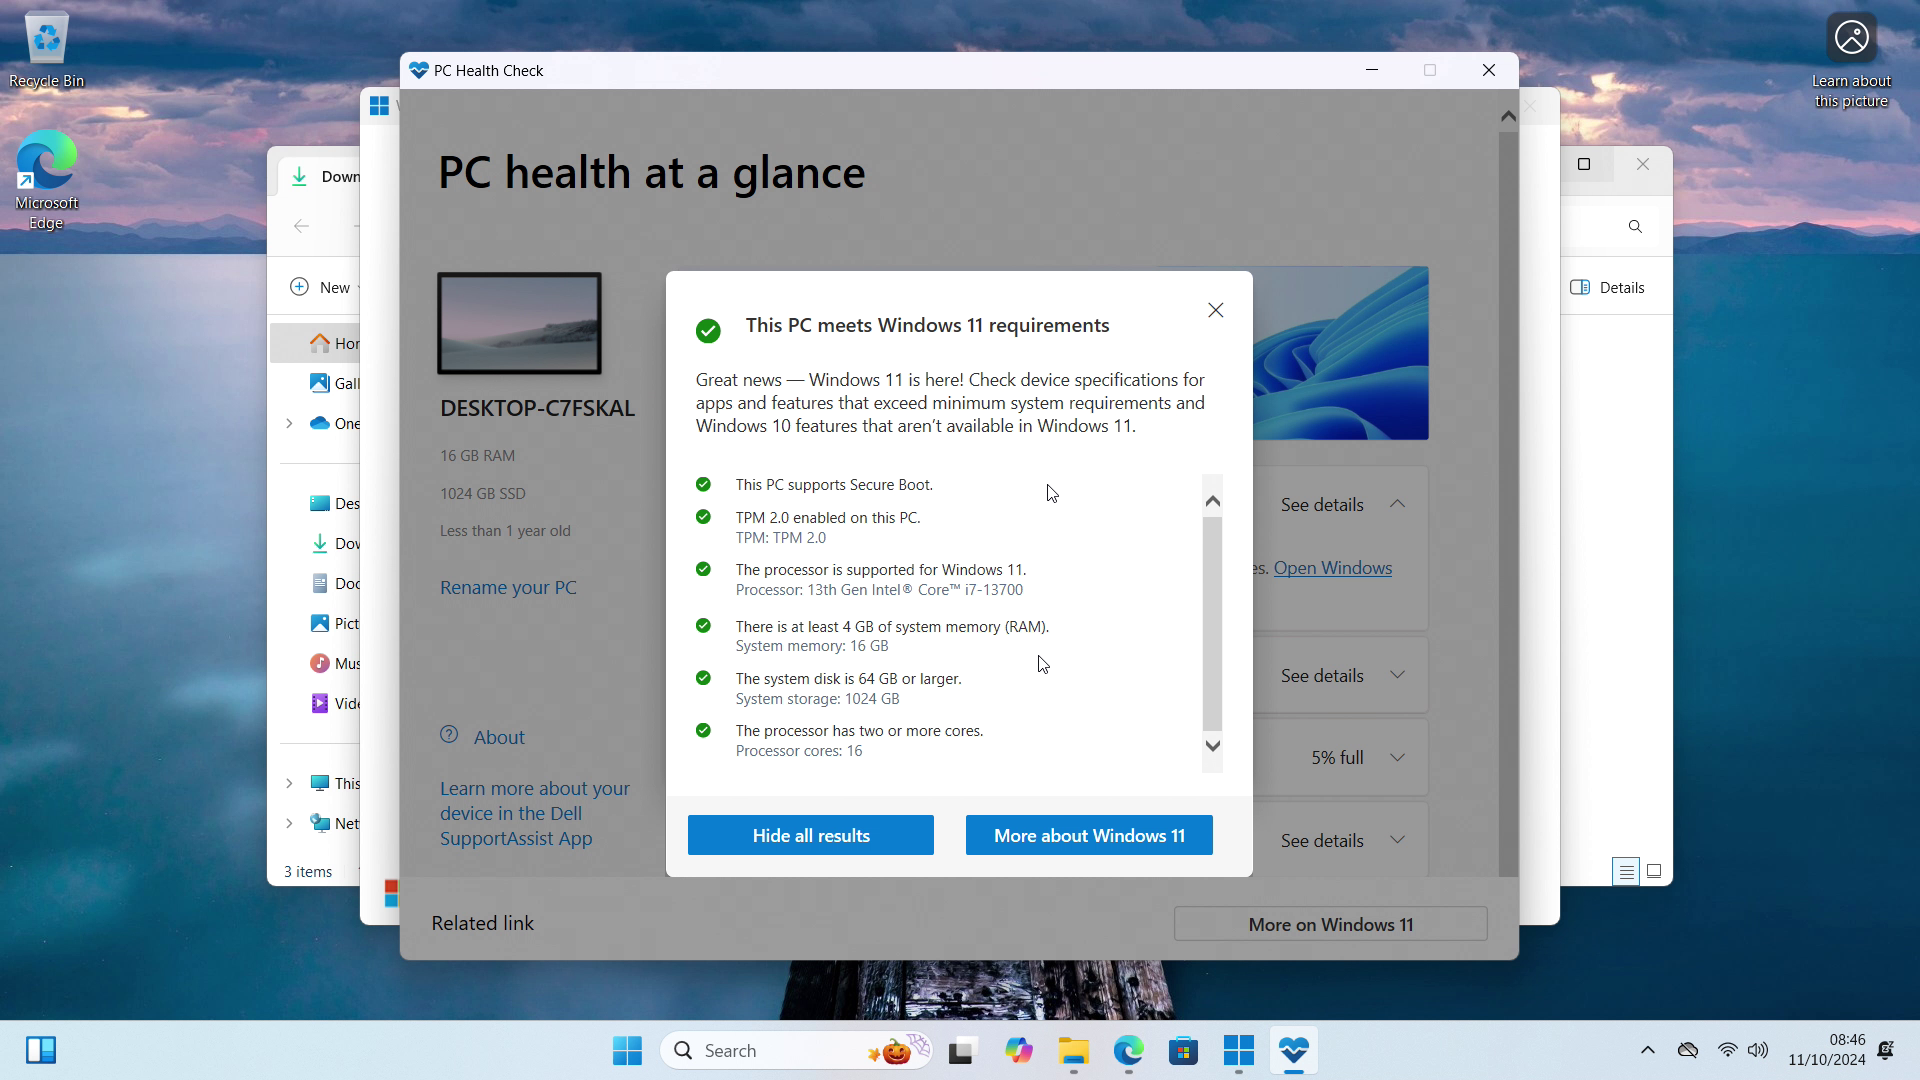 Recycle Bin
Microsoft
Edge
Learn about
this picture
PC Health Check
PC health at a glance
DESKTOP-C7FSKAL
16 GB RAM
1024 GB SSD
Less than 1 year old
Rename your PC
About
Learn more about your
device in the Dell
SupportAssist App
This PC meets Windows 11 requirements
Great news — Windows 11 is here! Check device specifications for
apps and features that exceed minimum system requirements and
Windows 10 features that aren't available in Windows 11.
This PC supports Secure Boot.
TPM 2.0 enabled on this PC.
TPM: TPM 2.0
The processor is supported for Windows 11.
Processor: 13th Gen Intel® Core™ i7-13700
There is at least 4 GB of system memory (RAM).
System memory: 16 GB
The system disk is 64 GB or larger.
System storage: 1024 GB
The processor has two or more cores.
Processor cores: 16
Hide all results
More about Windows 11
See details
Open Windows
See details
5% full
See details
Related link
More on Windows 11
Down
New
Details
Hor
Gall
One
Des
Dov
Doc
Pict
Mus
Vide
This
Net
3 items
Search
08:46
11/10/2024